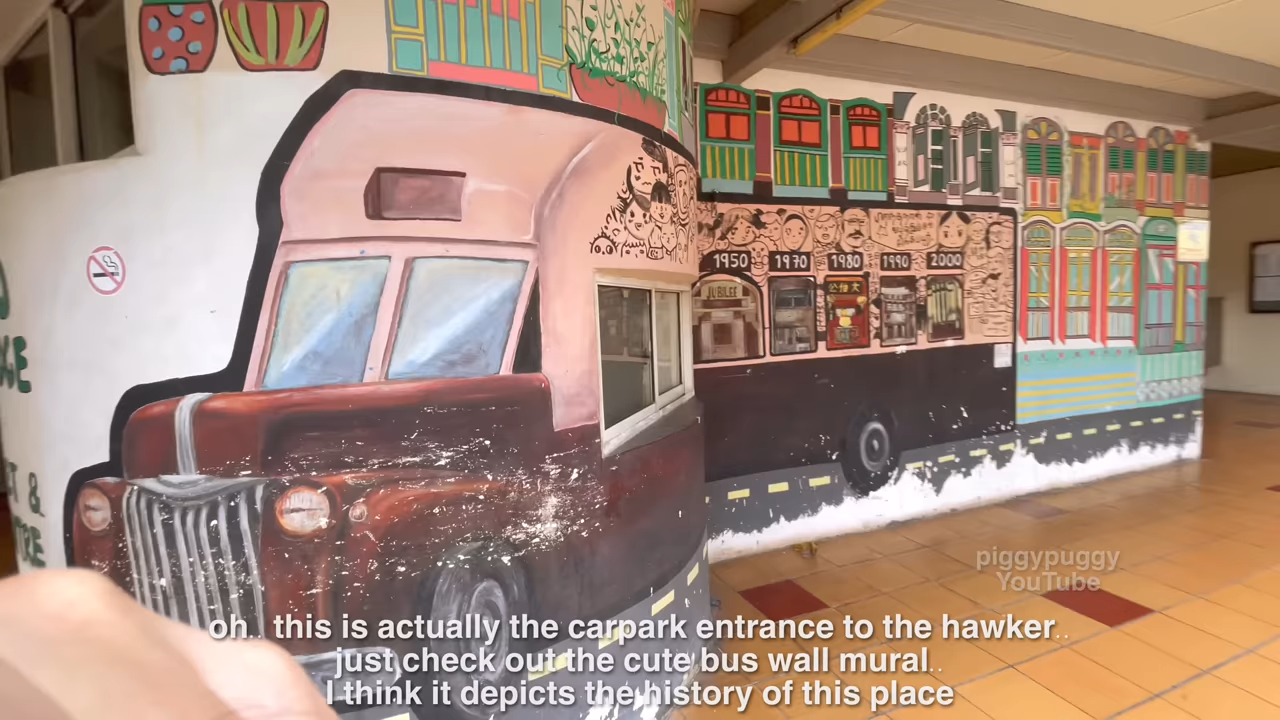 1950
1970
1980
1990
2000
JUBILEE
piggypuggy
YouTube
& 
oh.. this is actually the carpark entrance to the hawker..
just check out the cute bus wall mural..
I think it depicts the history of this place